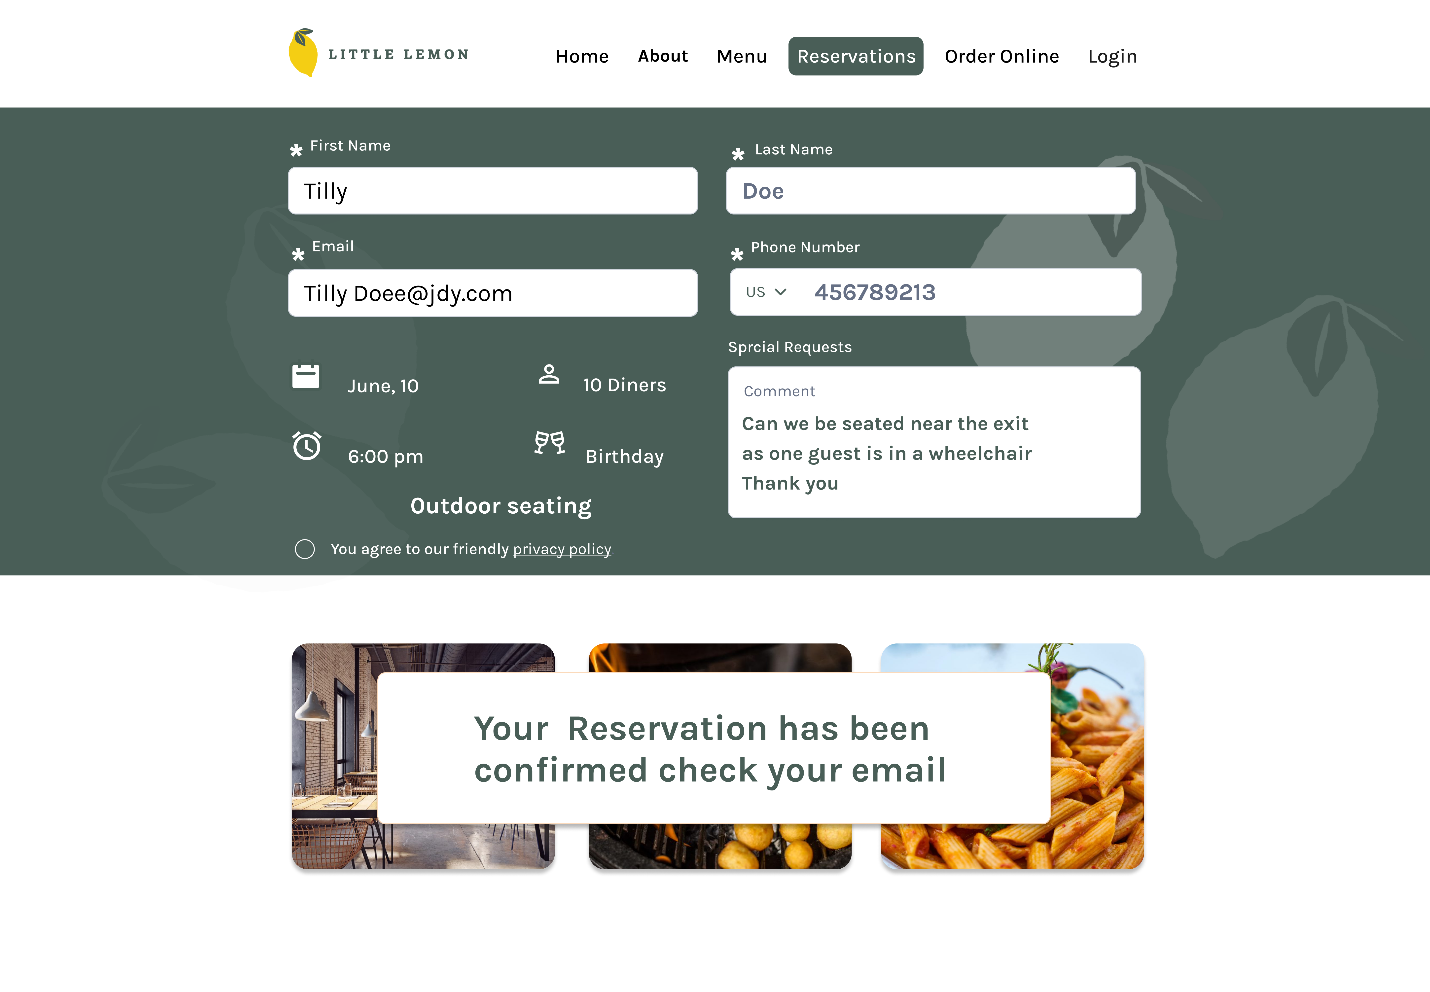 LITTLE LEMON
Home About Menu Reservations Order Online Login
* First Name
* Last Name
Tilly
Doe
* Email
* Phone Number
Tilly Doee@jdy.com
US 456789213
Sprcial Requests
June, 10
10 Diners
Comment
Can we be seated near the exit
as one guest is in a wheelchair
Thank you
6:00 pm
Birthday
Outdoor seating
You agree to our friendly privacy policy
Your Reservation has been
confirmed check your email